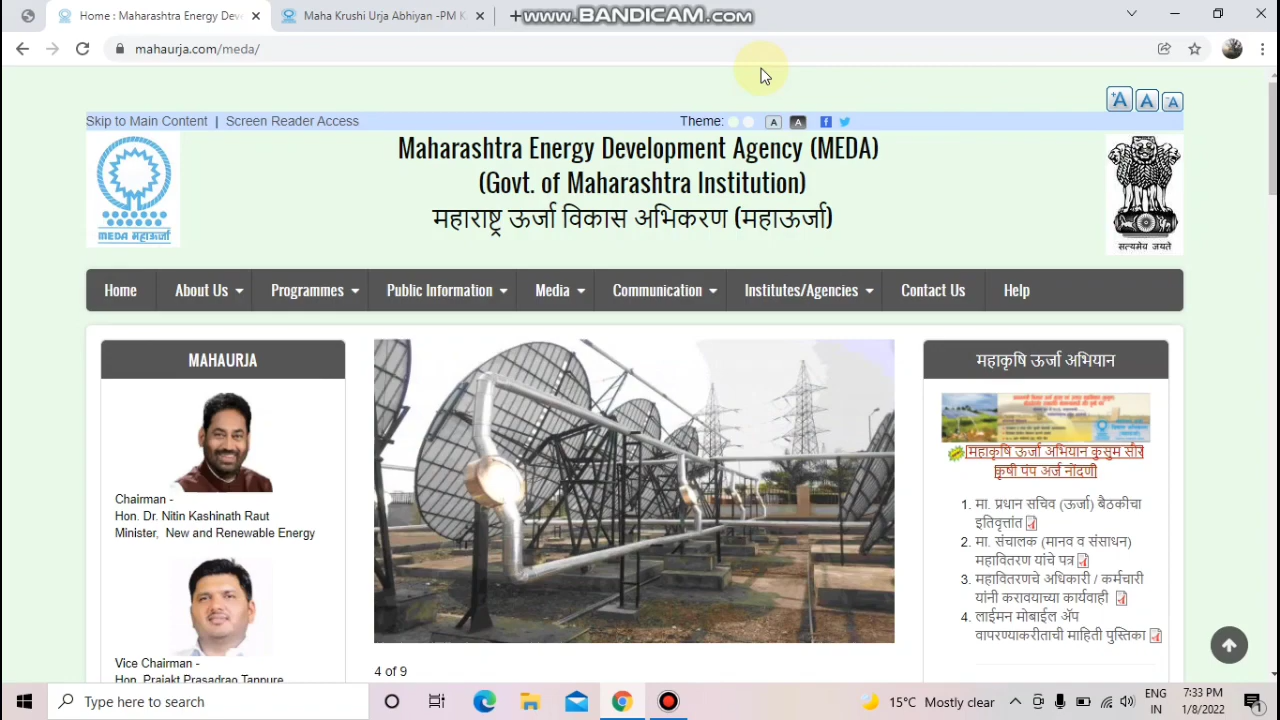 Home : Maharashtra Energy Dev
Maha Krushi Urja Abhiyan -PM K
www.BANDICAM.com
mahaurja.com/meda/
+A A -A
Skip to Main Content | Screen Reader Access
Theme: A A
Maharashtra Energy Development Agency (MEDA)
(Govt. of Maharashtra Institution)
महाराष्ट्र ऊर्जा विकास अभिकरण (महाऊर्जा)
MEDA महाऊर्जा
सत्यमेव जयते
Home About Us Programmes Public Information Media Communication Institutes/Agencies Contact Us Help
MAHAURJA
Chairman -
Hon. Dr. Nitin Kashinath Raut
Minister, New and Renewable Energy
Vice Chairman -
Hon. Prajakt Prasadrao Tanpure
4 of 9
महाकृषि ऊर्जा अभियान
महाकृषि ऊर्जा अभियान कुसुम सौर
कृषी पंप अर्ज नोंदणी
1. मा. प्रधान सचिव (ऊर्जा) बैठकीचा
इतिवृत्तांत
2. मा. संचालक (मानव व संसाधन)
महावितरण यांचे पत्र
3. महावितरणचे अधिकारी / कर्मचारी
यांनी करावयाच्या कार्यवाही
4. लाईमन मोबाईल ॲप
वापरण्याकरीताची माहिती पुस्तिका
Type here to search
15°C Mostly clear
ENG
IN
7:33 PM
1/8/2022
1